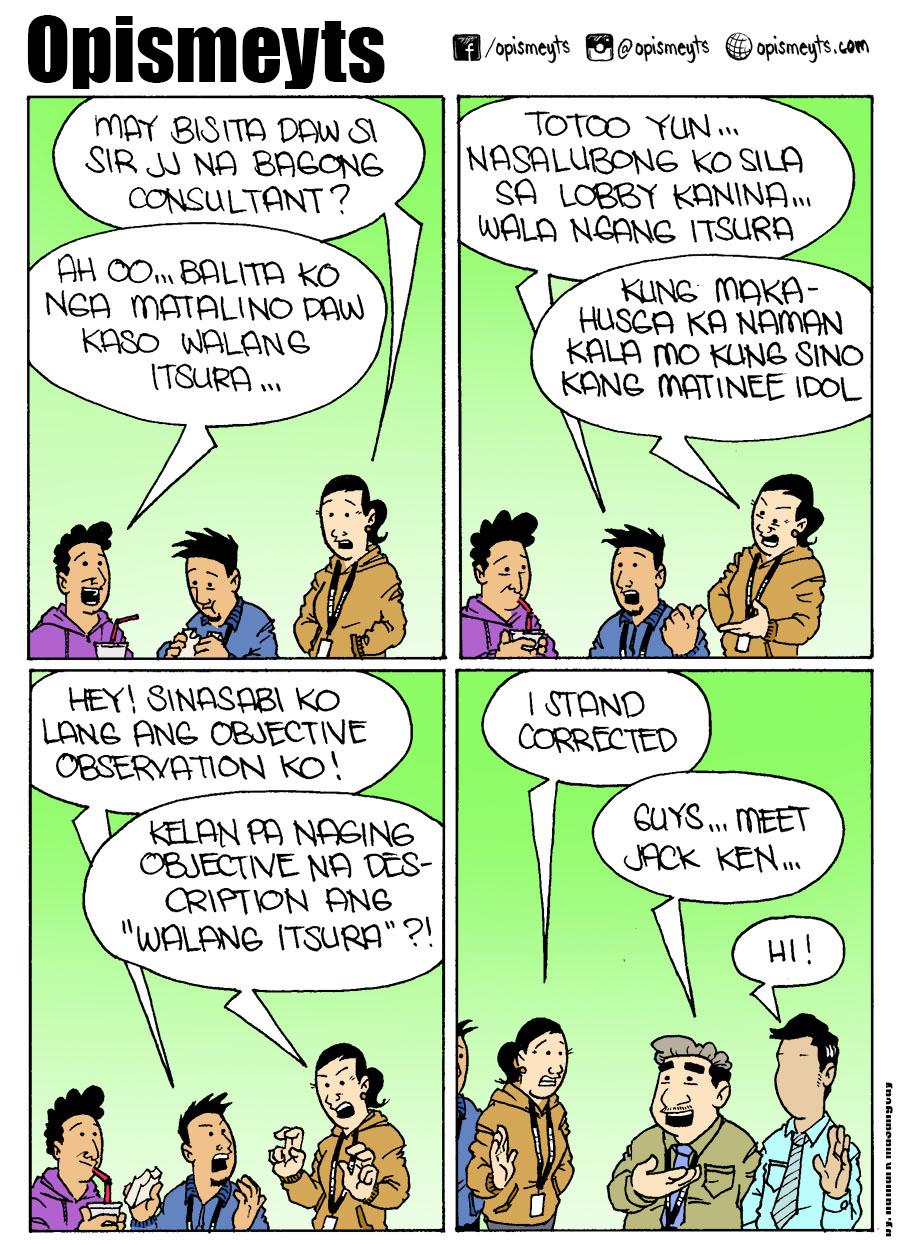 Opismeyts
/opismeyts @opismeyts opismeyts.com
MAY BISITA DAW SI
SIR JJ NA BAGONG
CONSULTANT?
AH OO... BALITA KO
NGA MATALINO DAW
KASO WALANG
ITSURA...
TOTOO YUN...
NASALUBONG KO SILA
SA LOBBY KANINA...
WALA NGANG ITSURA
KUNG MAKA-
HUSGA KA NAMAN
KALA MO KUNG SINO
KANG MATINEE IDOL
HEY! SINASABI KO
LANG ANG OBJECTIVE
OBSERVATION KO!
KELAN PA NAGING
OBJECTIVE NA DES-
CRIPTION ANG
"WALANG ITSURA"?!
I STAND
CORRECTED
GUYS... MEET
JACK KEN...
HI!